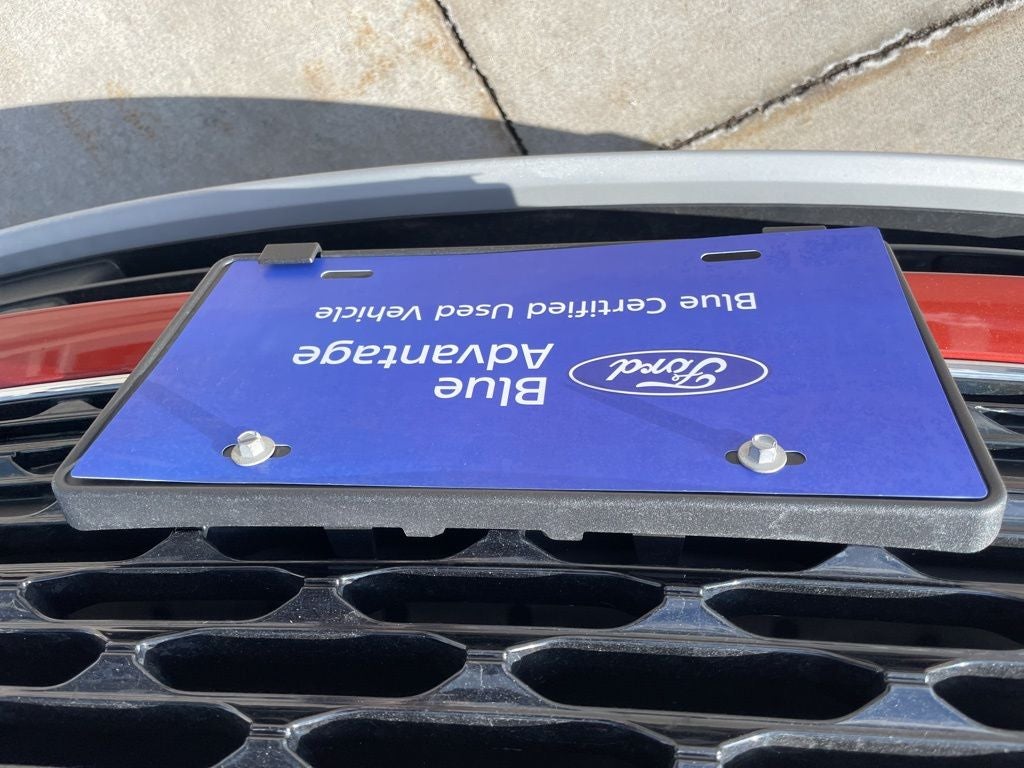 Ford
Blue
Advantage
Blue Certified Used Vehicle